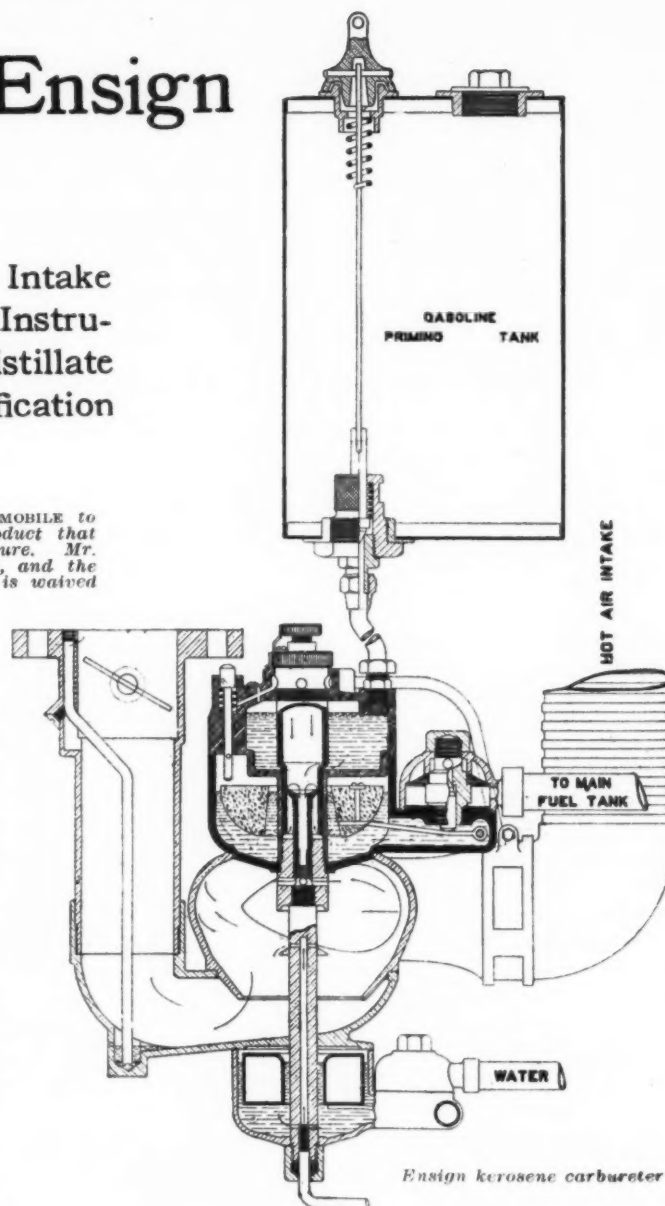 Ensign
Intake
Instru-
istillate
fication
MOBILE to
oduct that
ure. Mr.
, and the
is waived
GASOLINE
PRIMING TANK
HOT AIR INTAKE
TO MAIN
FUEL TANK
WATER
Ensign kerosene carbureter